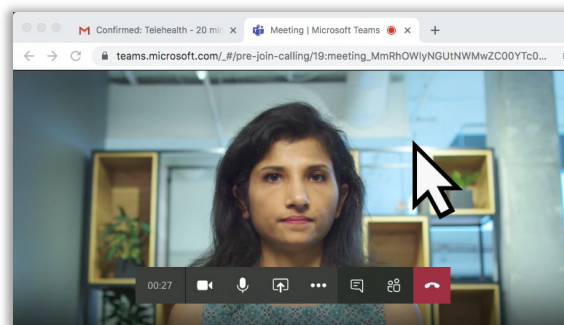 Confirmed: Telehealth - 20 min
Meeting | Microsoft Teams
teams.microsoft.com/_#/pre-join-calling/19:meeting_MmRhOWIyNGUtNWMwZC00YTc0...
00:27